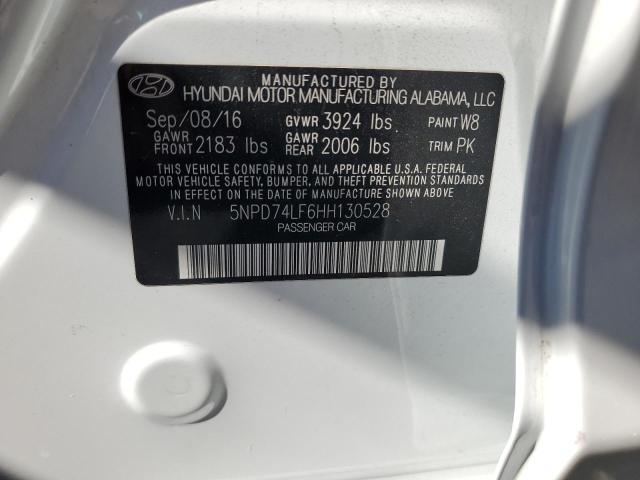 MANUFACTURED BY
HYUNDAI MOTOR MANUFACTURING ALABAMA, LLC
Sep/08/16 GVWR 3924 lbs. PAINT W8
GAWR FRONT 2183 lbs GAWR REAR 2006 lbs TRIM PK
THIS VEHICLE CONFORMS TO ALL APPLICABLE U.S.A. FEDERAL
MOTOR VEHICLE SAFETY, BUMPER, AND THEFT PREVENTION STANDARDS
IN EFFECT ON THE DATE OF MANUFACTURE SHOWN ABOVE.
V.I.N 5NPD74LF6HH130528
PASSENGER CAR